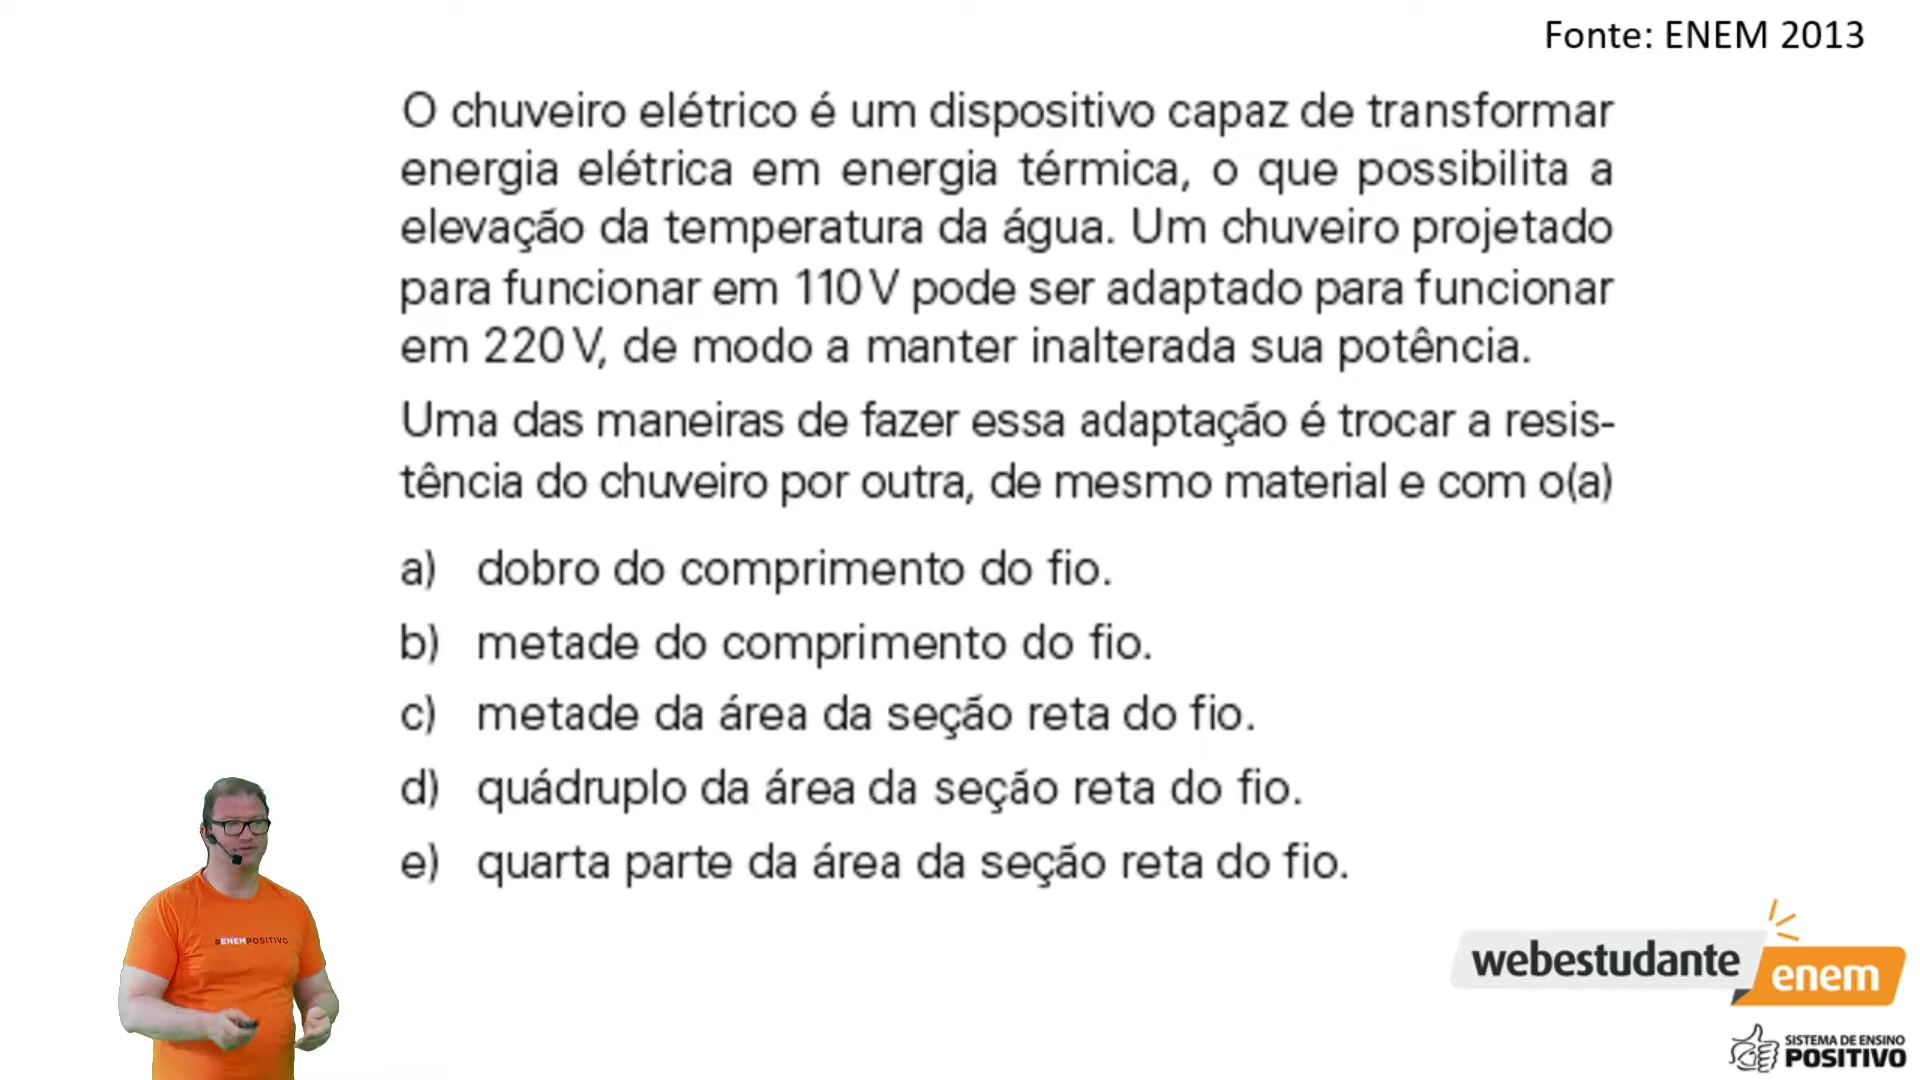 Fonte: ENEM 2013
O chuveiro elétrico é um dispositivo capaz de transformar
energia elétrica em energia térmica, o que possibilita a
elevação da temperatura da água. Um chuveiro projetado
para funcionar em 110 V pode ser adaptado para funcionar
em 220 V, de modo a manter inalterada sua potência.
Uma das maneiras de fazer essa adaptação é trocar a resis-
tência do chuveiro por outra, de mesmo material e com o(a)
a) dobro do comprimento do fio.
b) metade do comprimento do fio.
c) metade da área da seção reta do fio.
d) quádruplo da área da seção reta do fio.
e) quarta parte da área da seção reta do fio.
#ENEMPOSITIVO
webestudante
enem
SISTEMA DE ENSINO
POSITIVO